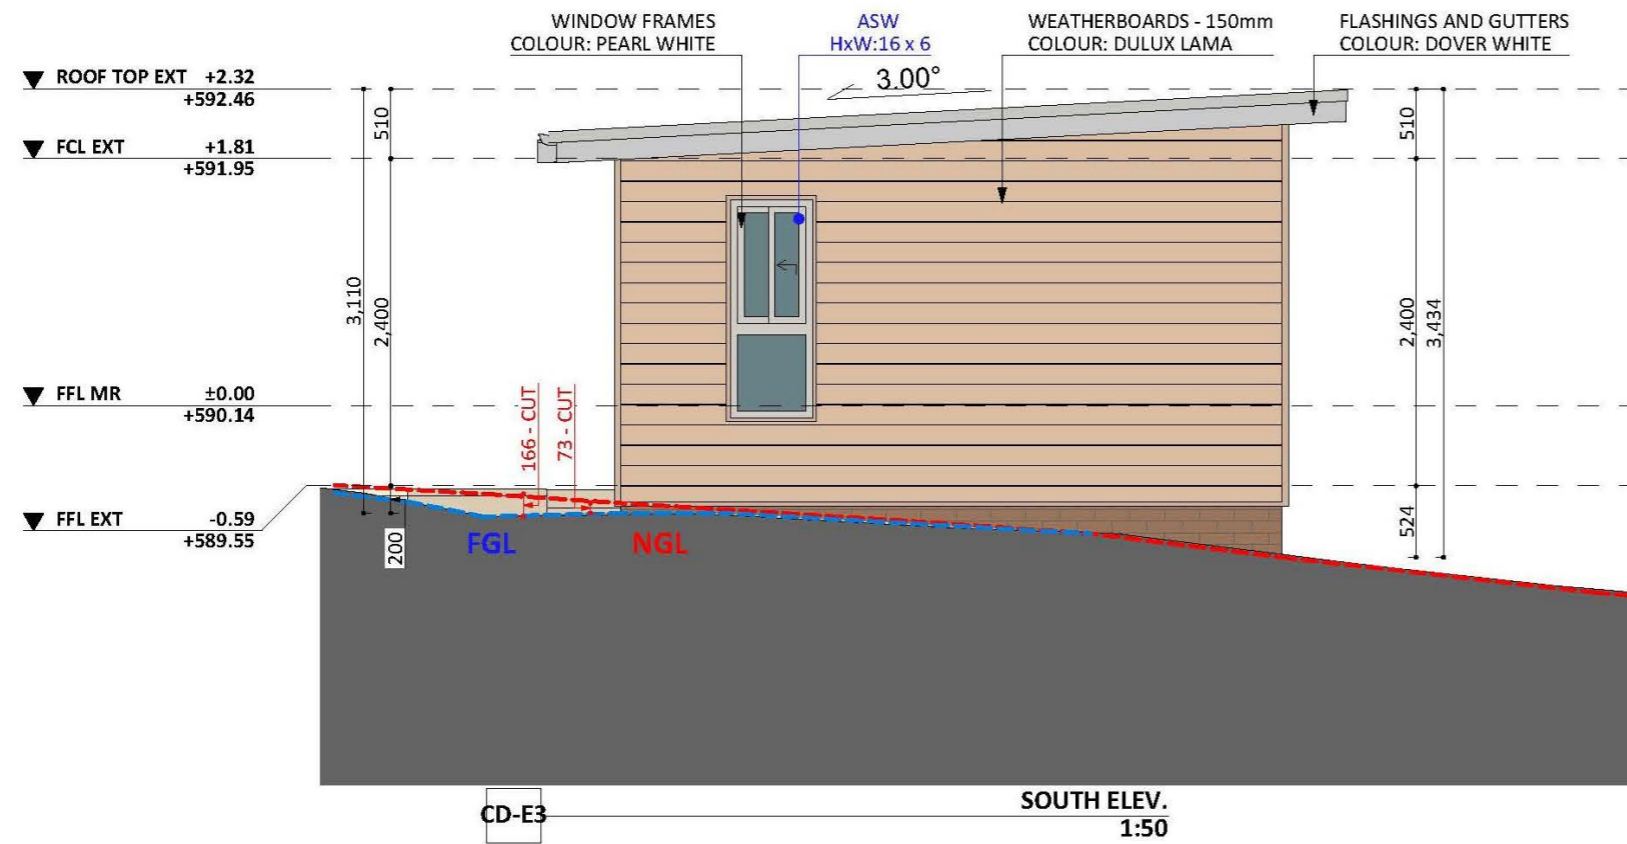 WINDOW FRAMES
COLOUR: PEARL WHITE
ASW
HxW:16 x 6
WEATHERBOARDS - 150mm
COLOUR: DULUX LAMA
FLASHINGS AND GUTTERS
COLOUR: DOVER WHITE
3.00°
ROOF TOP EXT +2.32
+592.46
FCL EXT +1.81
+591.95
FFL MR ±0.00
+590.14
FFL EXT -0.59
+589.55
510
3,110
2,400
200
166 - CUT
73 - CUT
FGL
NGL
510
2,400
3,434
524
CD-E3
SOUTH ELEV.
1:50